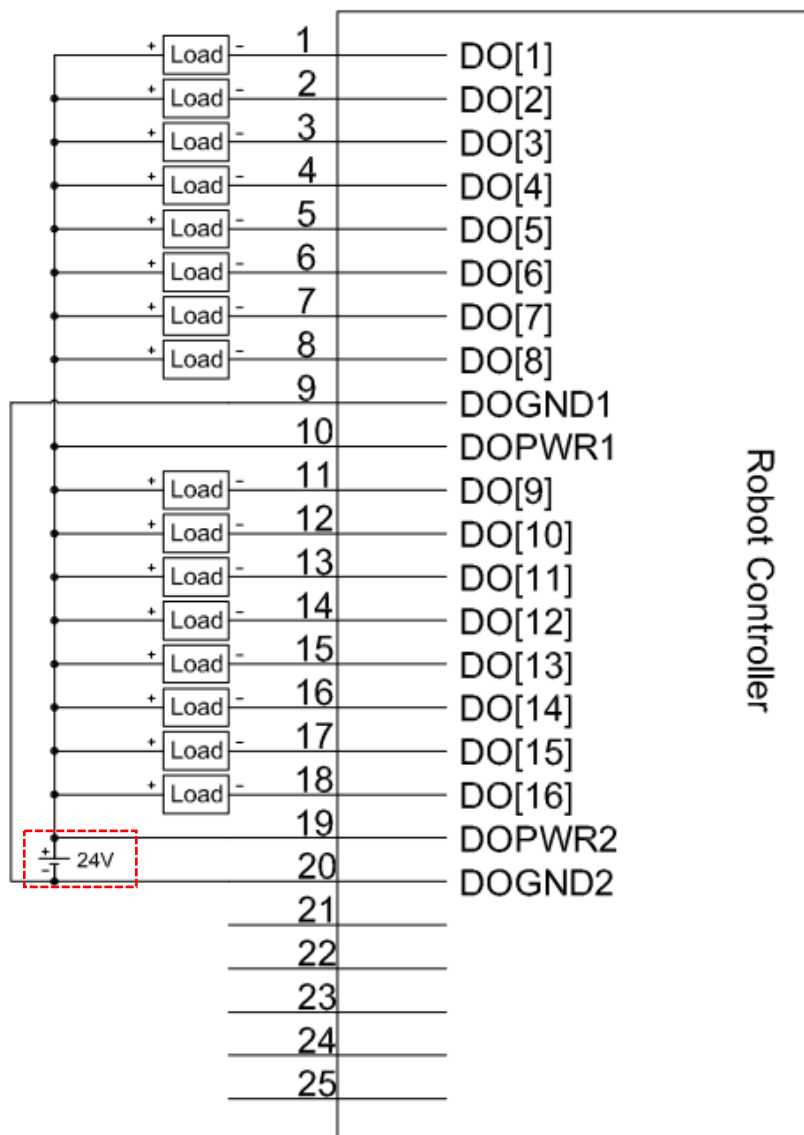 + Load - 1 DO[1]
+ Load - 2 DO[2]
+ Load - 3 DO[3]
+ Load - 4 DO[4]
+ Load - 5 DO[5]
+ Load - 6 DO[6]
+ Load - 7 DO[7]
+ Load - 8 DO[8]
9 DOGND1
10 DOPWR1
+ Load - 11 DO[9]
+ Load - 12 DO[10]
+ Load - 13 DO[11]
+ Load - 14 DO[12]
+ Load - 15 DO[13]
+ Load - 16 DO[14]
+ Load - 17 DO[15]
+ Load - 18 DO[16]
19 DOPWR2
+ - 24V
20 DOGND2
21
22
23
24
25
Robot Controller